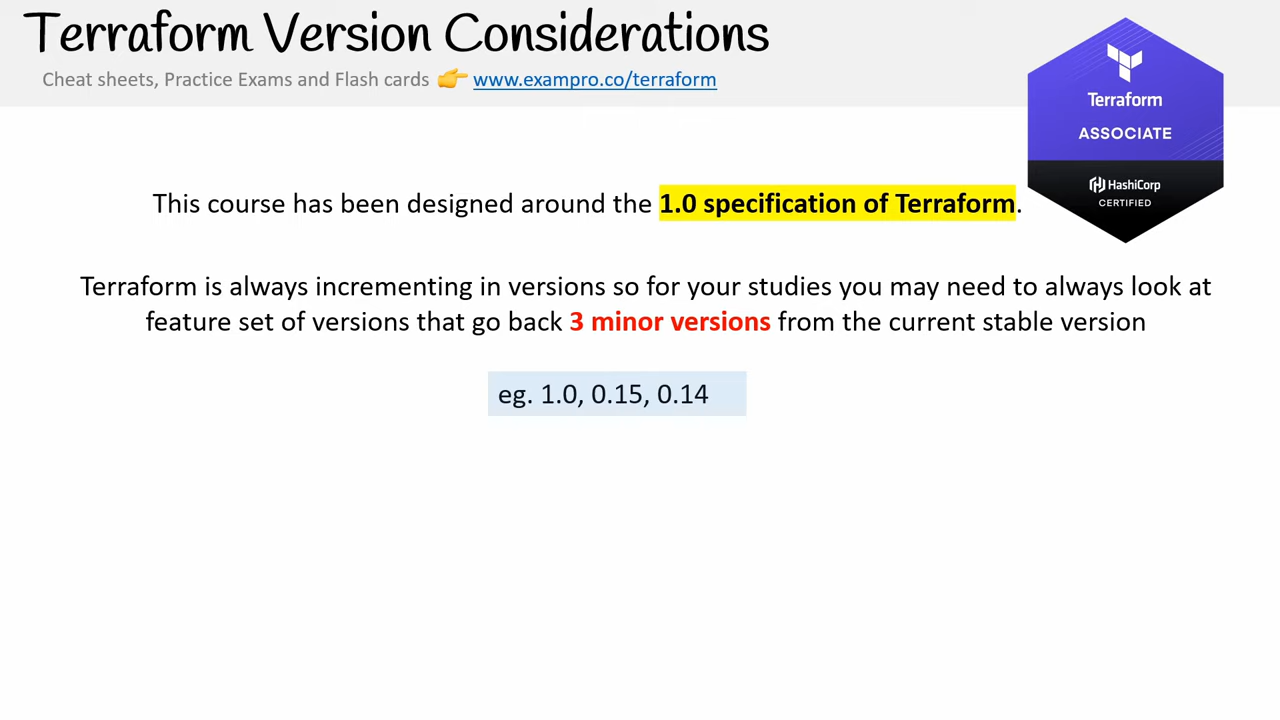 Terraform Version Considerations
Cheat sheets, Practice Exams and Flash cards 👉 www.exampro.co/terraform
Terraform
ASSOCIATE
HashiCorp
CERTIFIED
This course has been designed around the 1.0 specification of Terraform.
Terraform is always incrementing in versions so for your studies you may need to always look at
feature set of versions that go back 3 minor versions from the current stable version
eg. 1.0, 0.15, 0.14